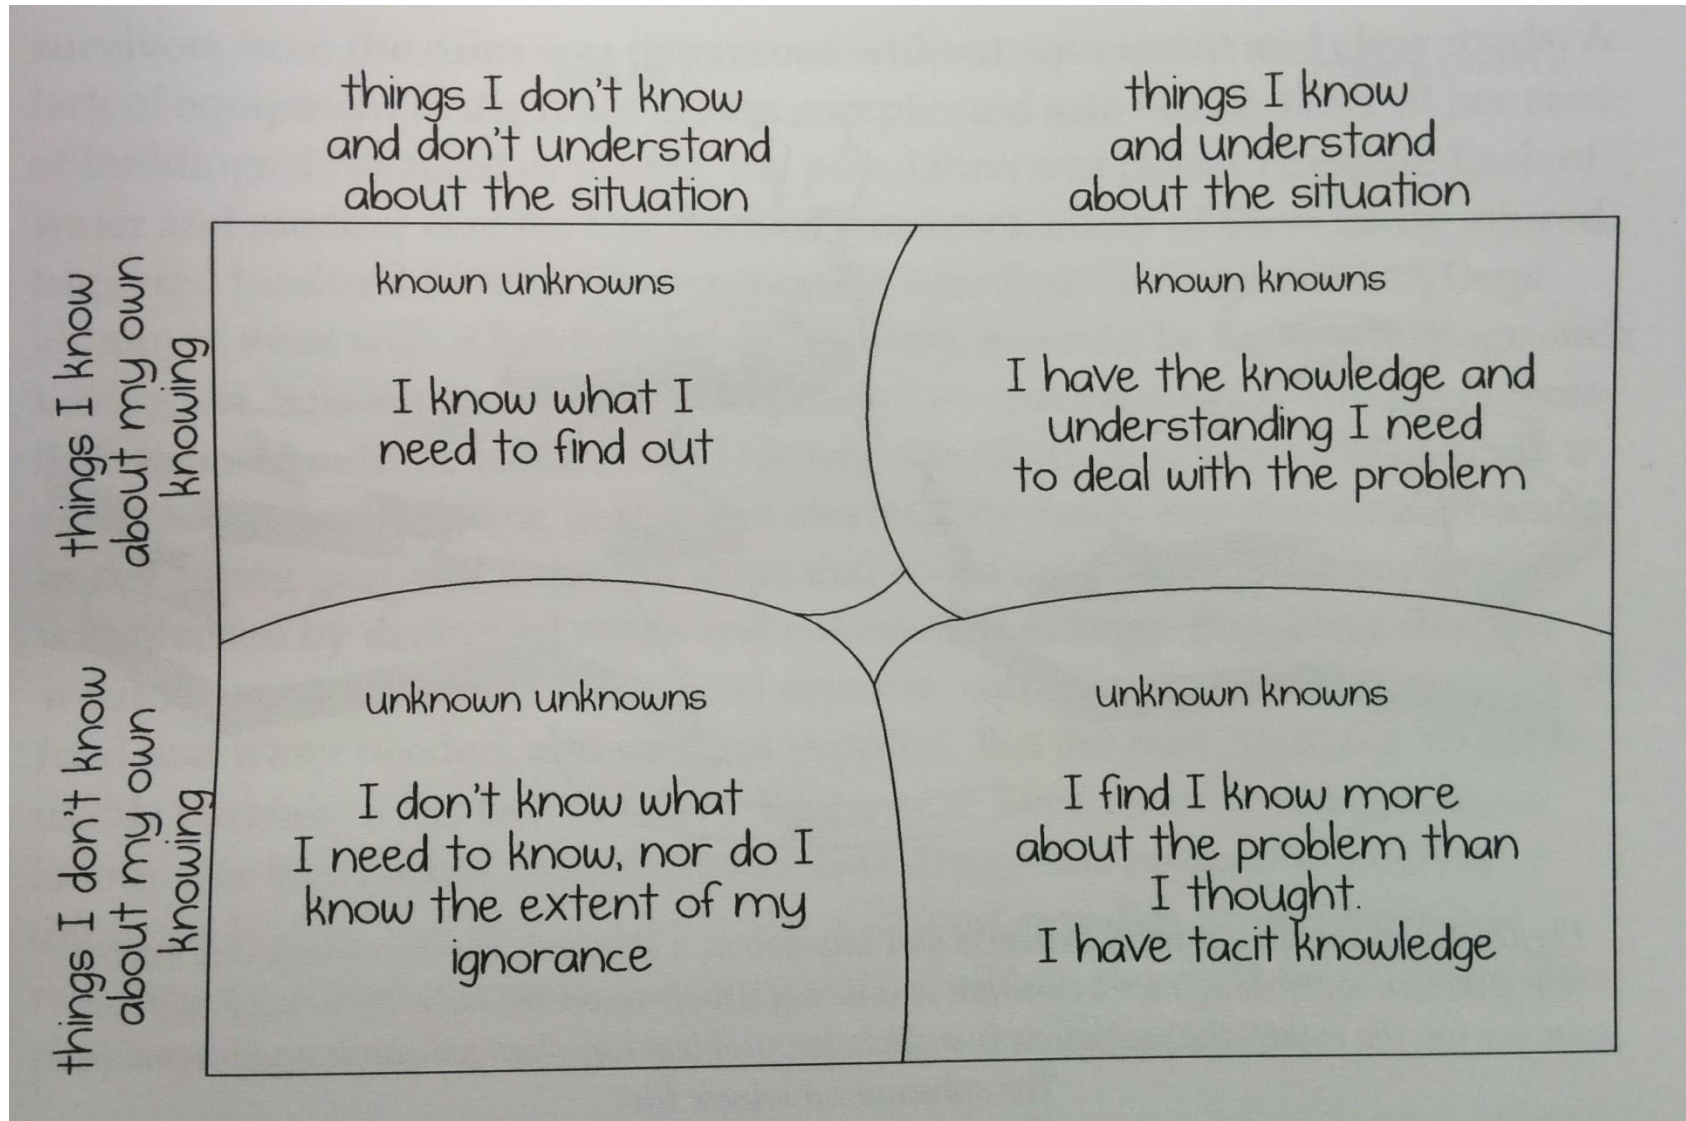 things I don't know
and don't understand
about the situation
things I know
and understand
about the situation
things I know
about my own
knowing
known unknowns
I know what I
need to find out
known knowns
I have the knowledge and
understanding I need
to deal with the problem
things I don't know
about my own
knowing
unknown unknowns
I don't know what
I need to know, nor do I
know the extent of my
ignorance
unknown knowns
I find I know more
about the problem than
I thought.
I have tacit knowledge